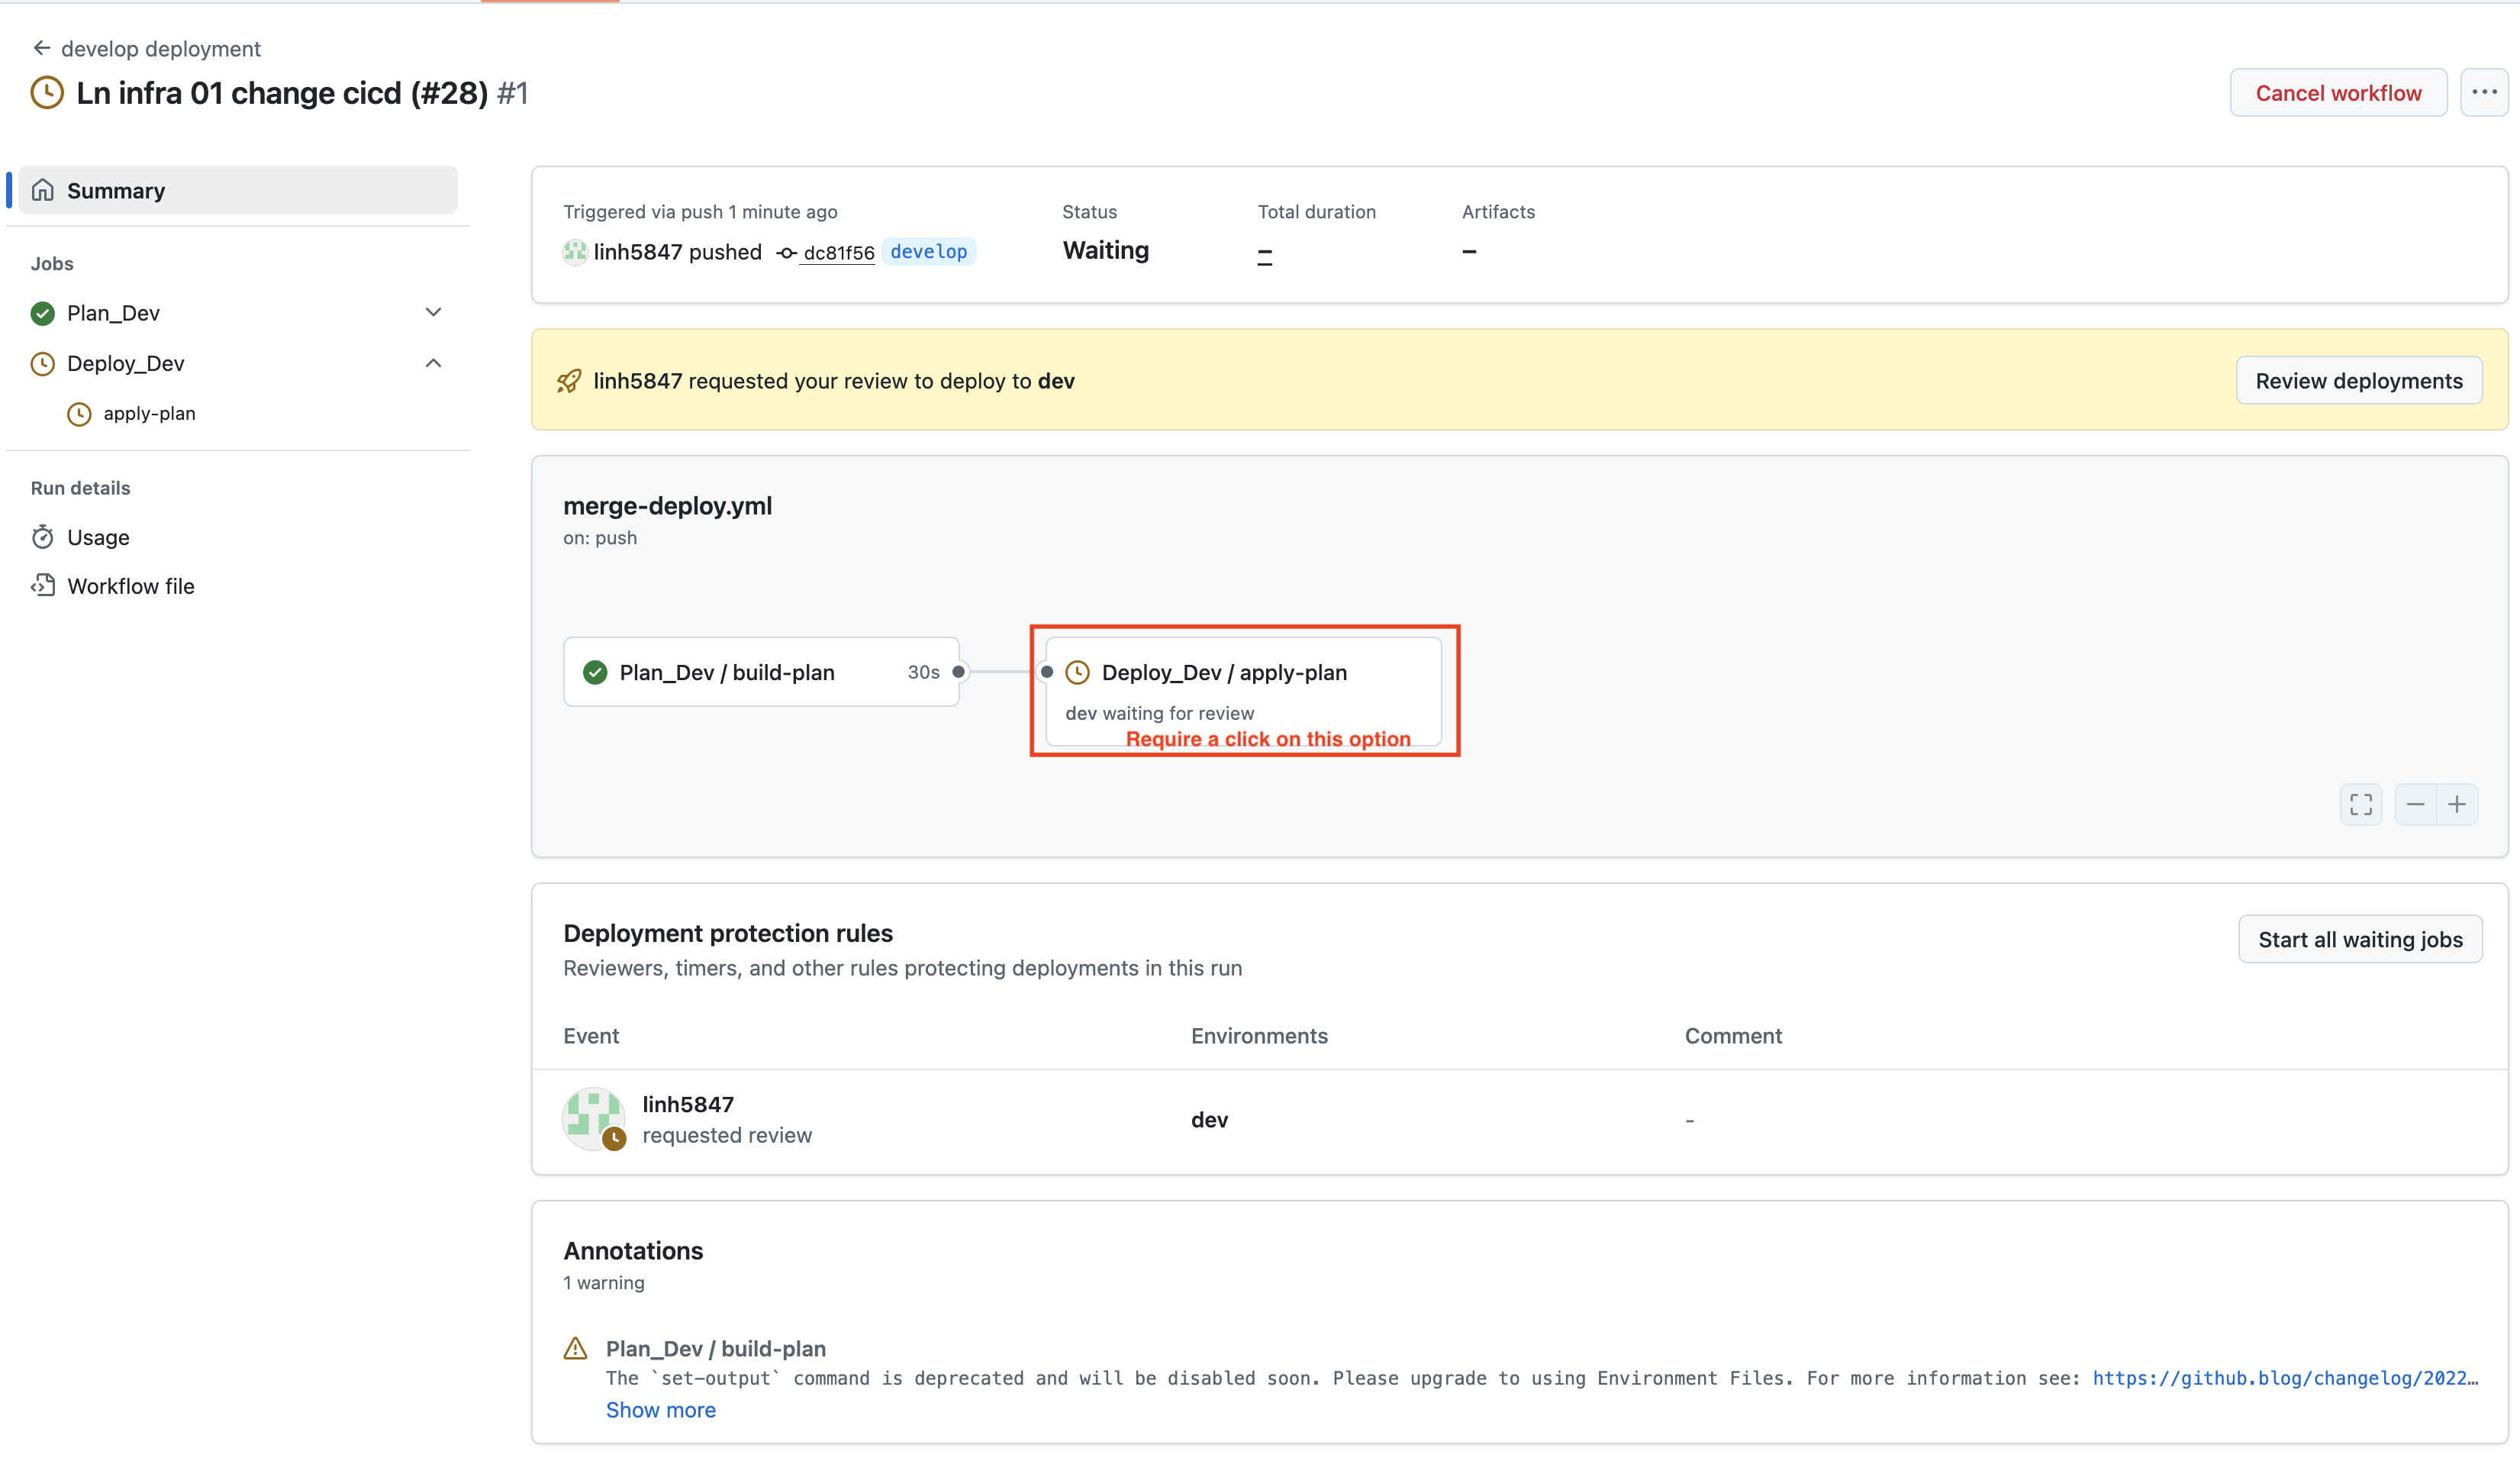 develop deployment
Ln infra 01 change cicd (#28) #1
Cancel workflow
Summary
Jobs
Plan_Dev
Deploy_Dev
apply-plan
Run details
Usage
Workflow file
Triggered via push 1 minute ago
linh5847 pushed dc81f56 develop
Status
Waiting
Total duration
–
Artifacts
–
linh5847 requested your review to deploy to dev
Review deployments
merge-deploy.yml
on: push
Plan_Dev / build-plan 30s
Deploy_Dev / apply-plan
dev waiting for review
Require a click on this option
Deployment protection rules
Reviewers, timers, and other rules protecting deployments in this run
Start all waiting jobs
Event Environments Comment
linh5847
requested review
dev
-
Annotations
1 warning
Plan_Dev / build-plan
The `set-output` command is deprecated and will be disabled soon. Please upgrade to using Environment Files. For more information see: https://github.blog/changelog/2022…
Show more